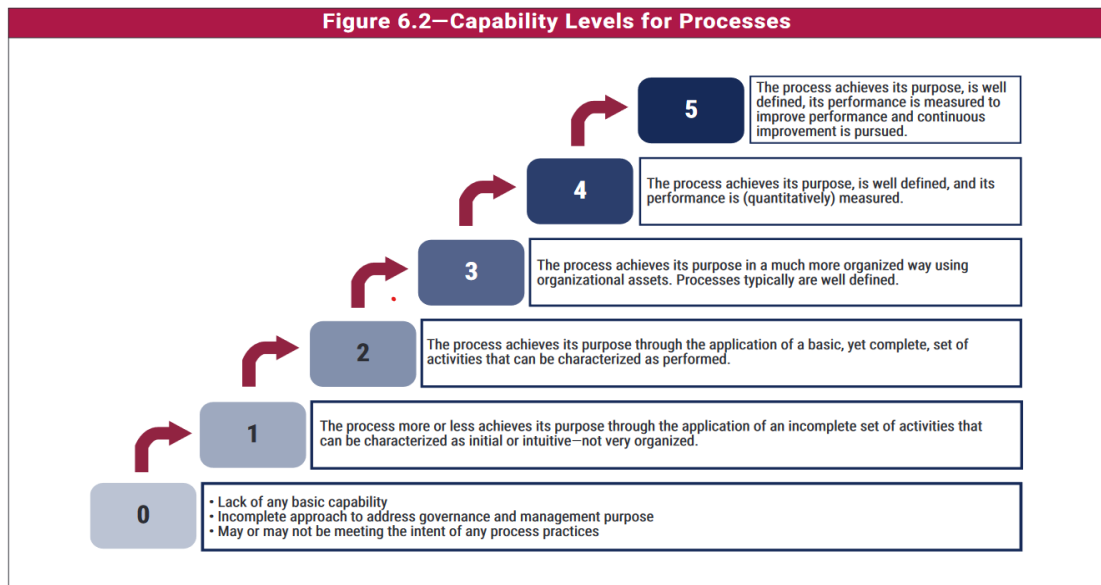 Figure 6.2—Capability Levels for Processes
5
The process achieves its purpose, is well
defined, its performance is measured to
improve performance and continuous
improvement is pursued.
4
The process achieves its purpose, is well defined, and its
performance is (quantitatively) measured.
3
The process achieves its purpose in a much more organized way using
organizational assets. Processes typically are well defined.
2
The process achieves its purpose through the application of a basic, yet complete, set of
activities that can be characterized as performed.
1
The process more or less achieves its purpose through the application of an incomplete set of activities that
can be characterized as initial or intuitive—not very organized.
0
• Lack of any basic capability
• Incomplete approach to address governance and management purpose
• May or may not be meeting the intent of any process practices